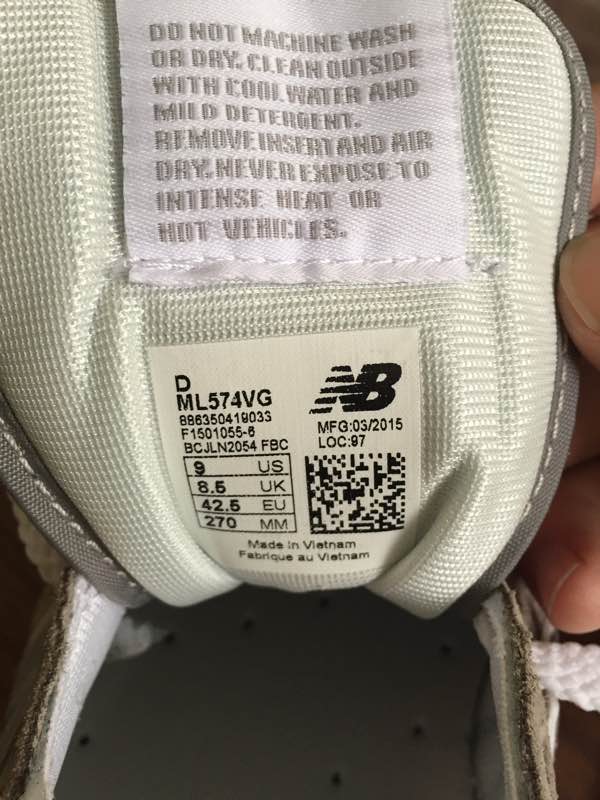 DO NOT MACHINE WASH
OR DRY. CLEAN OUTSIDE
WITH COOL WATER AND
MILD DETERGENT.
REMOVE INSERT AND AIR
DRY. NEVER EXPOSE TO
INTENSE HEAT OR
HOT VEHICLES.
D
ML574VG
886350419033
F1501055-6
BCJLN2054 FBC
NB
MFG:03/2015
LOC:97
9 US
8.5 UK
42.5 EU
270 MM
Made in Vietnam
Fabrique au Vietnam